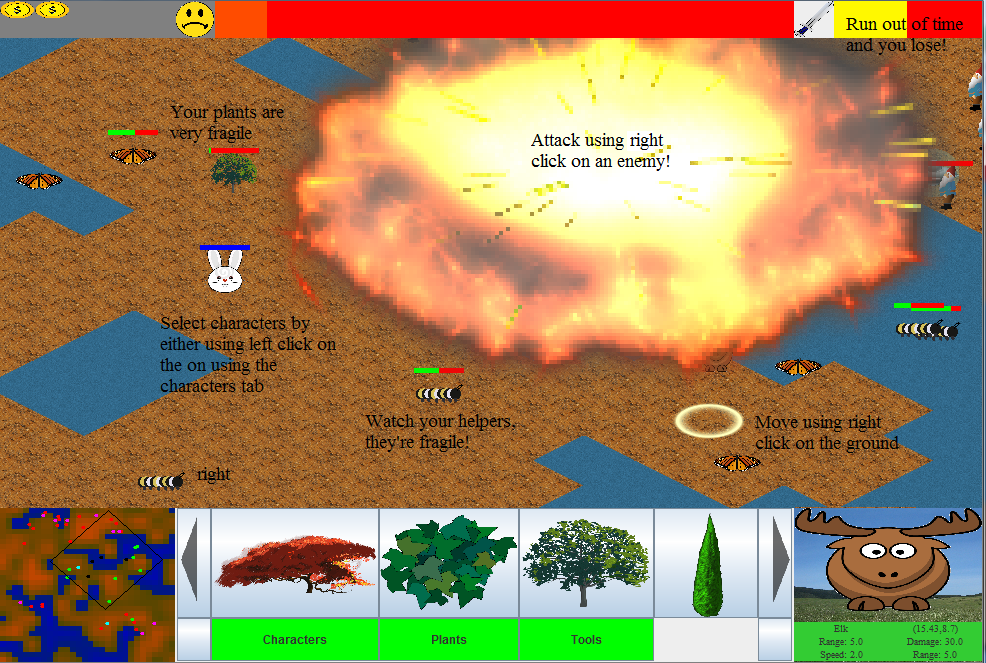 Run out of time
and you lose!
Your plants are
very fragile
Attack using right
click on an enemy!
Select characters by
either using left click on
the on using the
characters tab
Watch your helpers,
they're fragile!
Move using right
click on the ground
right
Characters
Plants
Tools
Elk (15.43,8.7)
Range: 5.0 Damage: 30.0
Speed: 2.0 Range: 5.0